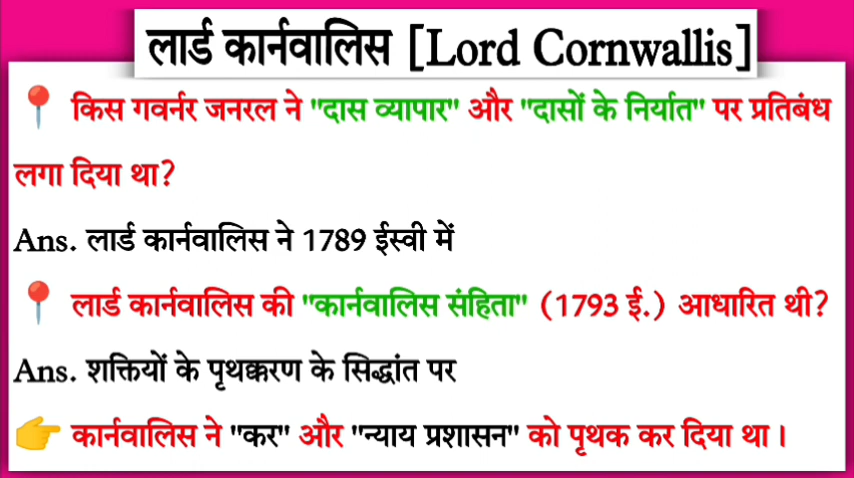 लार्ड कार्नवालिस [Lord Cornwallis]
किस गवर्नर जनरल ने "दास व्यापार" और "दासों के निर्यात" पर प्रतिबंध
लगा दिया था?
Ans. लार्ड कार्नवालिस ने 1789 ईस्वी में
लार्ड कार्नवालिस की "कार्नवालिस संहिता" (1793 ई.) आधारित थी?
Ans. शक्तियों के पृथक्करण के सिद्धांत पर
कार्नवालिस ने "कर" और "न्याय प्रशासन" को पृथक कर दिया था।